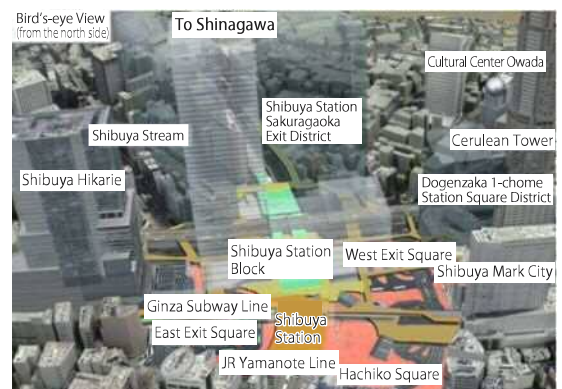 Bird's-eye View
(from the north side)
To Shinagawa
Cultural Center Owada
Shibuya Station
Sakuragaoka
Exit District
Shibuya Stream
Cerulean Tower
Shibuya Hikarie
Dogenzaka 1-chome
Station Square District
Shibuya Station
Block
West Exit Square
Shibuya Mark City
Ginza Subway Line
Shibuya
Station
East Exit Square
JR Yamanote Line
Hachiko Square